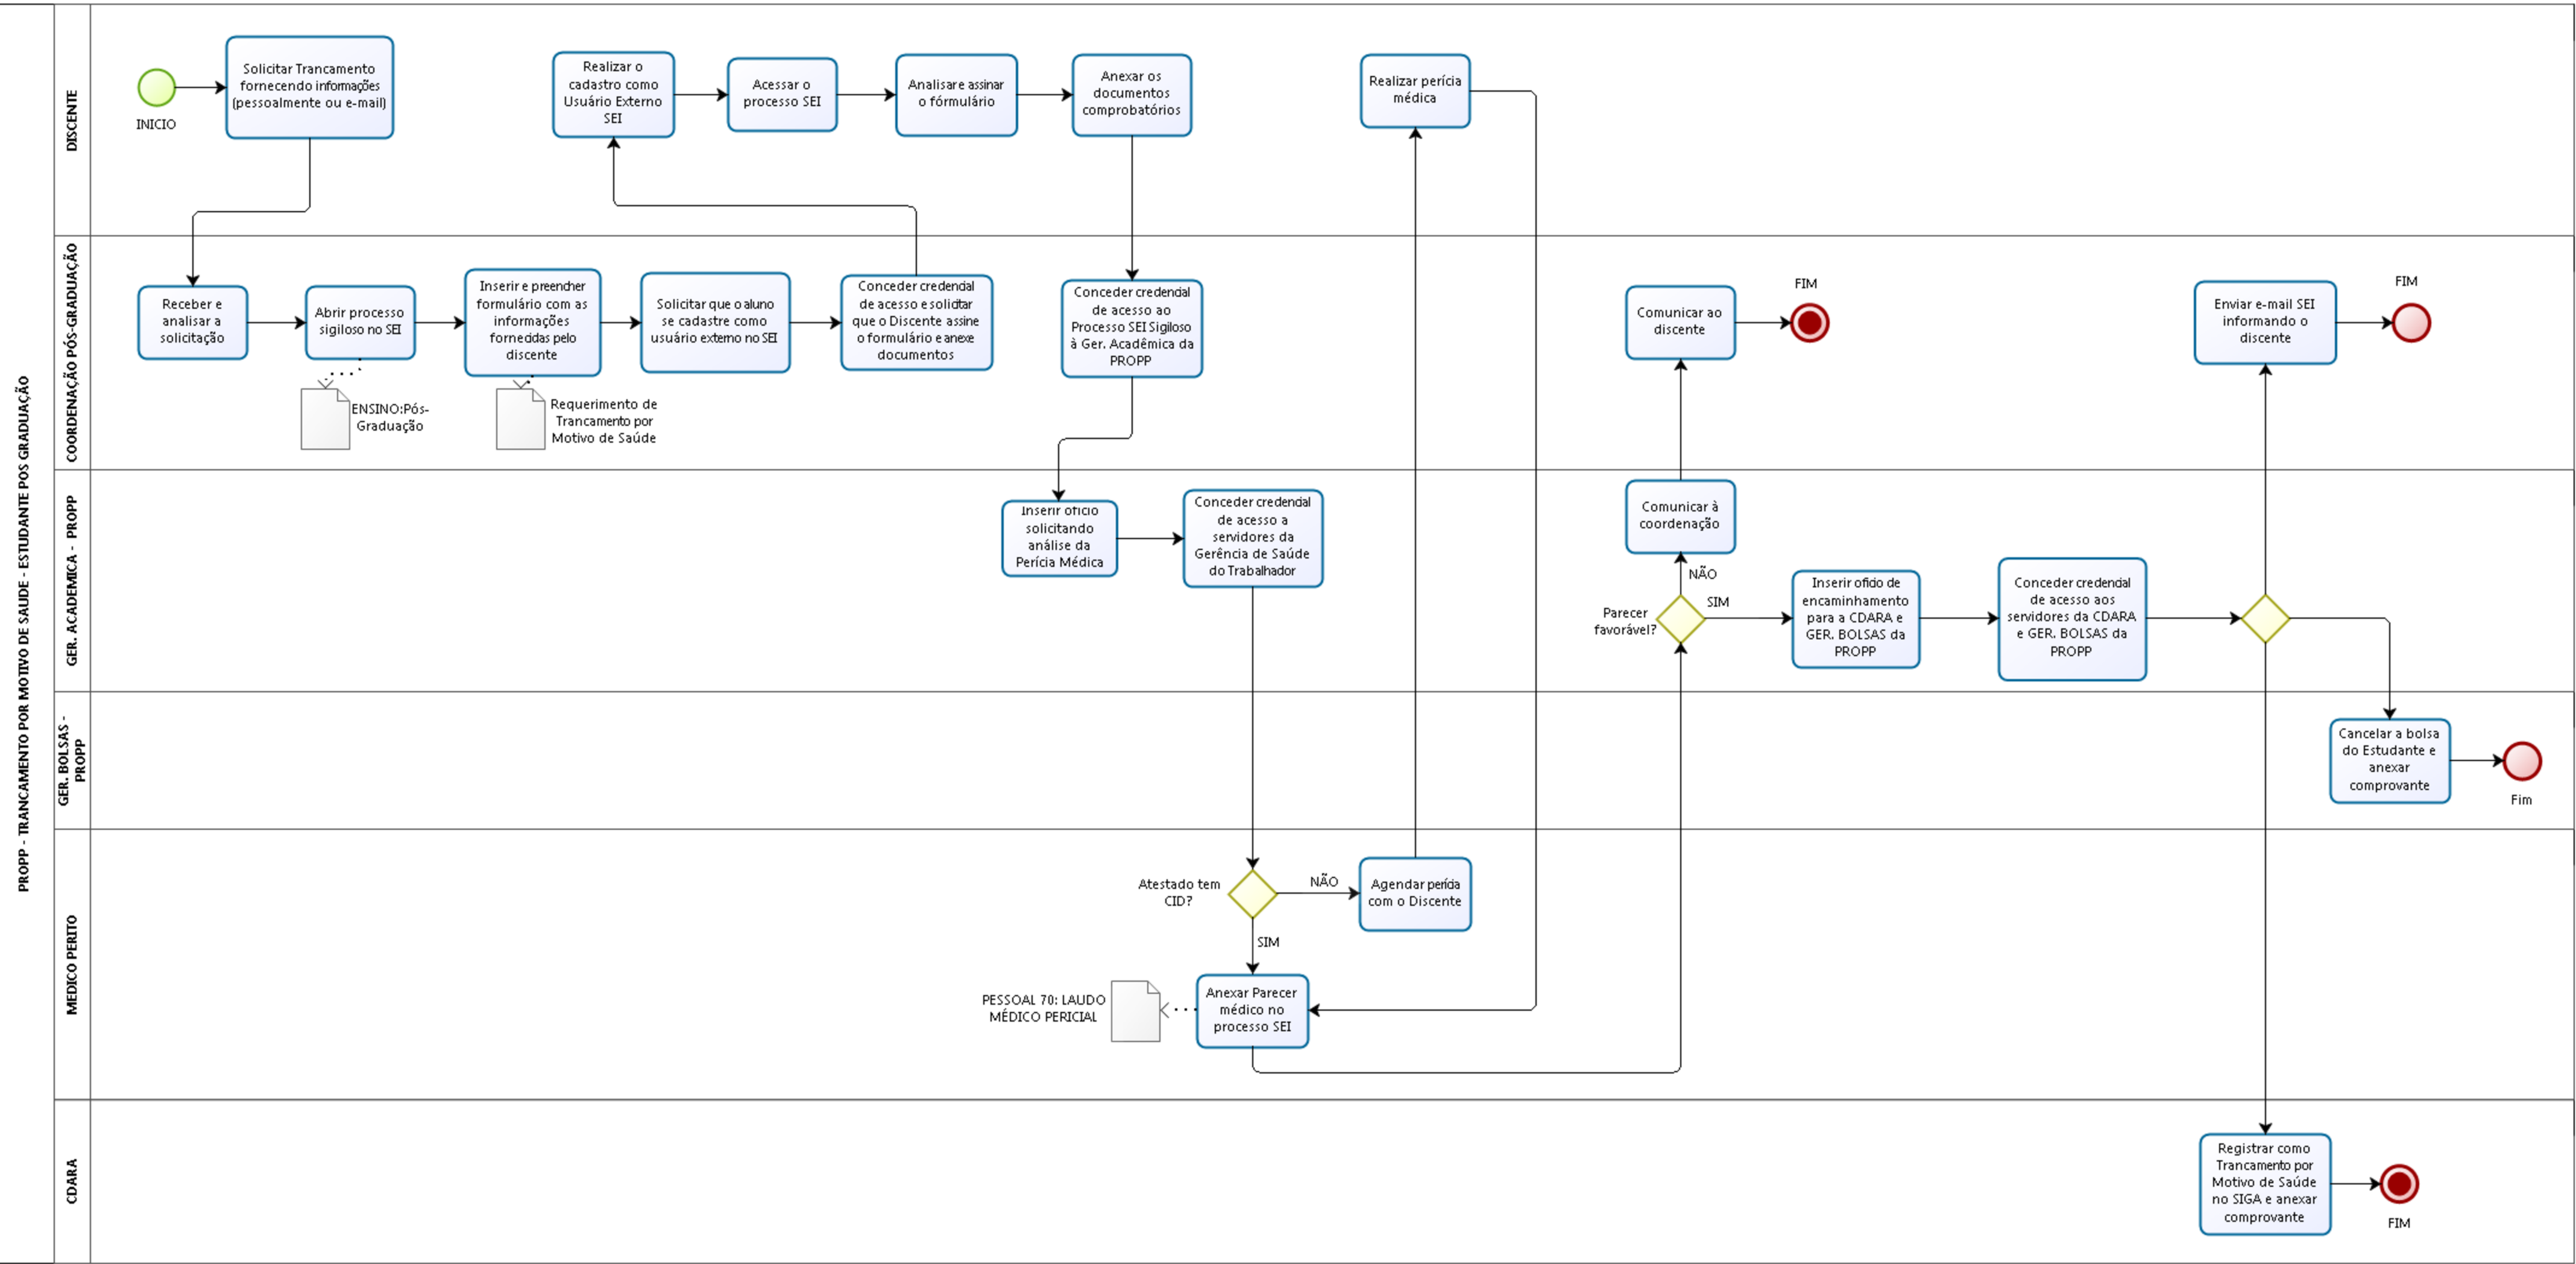 PROPP - TRANCAMENTO POR MOTIVO DE SAUDE - ESTUDANTE POS GRADUAÇÃO
DISCENTE
INICIO
Solicitar Trancamento
fornecendo informações
(pessoalmente ou e-mail)
Realizar o
cadastro como
Usuário Externo
SEI
Acessar o
processo SEI
Analisar e assinar
o fórmulário
Anexar os
documentos
comprobatórios
Realizar perícia
médica
COORDENAÇÃO PÓS-GRADUAÇÃO
Receber e
analisar a
solicitação
Abrir processo
sigiloso no SEI
ENSINO:Pós-
Graduação
Inserir e preencher
formulário com as
informações
fornecidas pelo
discente
Requerimento de
Trancamento por
Motivo de Saúde
Solicitar que o aluno
se cadastre como
usuário externo no SEI
Conceder credencial
de acesso e solicitar
que o Discente assine
o formulário e anexe
documentos
Conceder credencial
de acesso ao
Processo SEI Sigiloso
à Ger. Acadêmica da
PROPP
Comunicar ao
discente
FIM
Enviar e-mail SEI
informando o
discente
FIM
GER. ACADEMICA - PROPP
Inserir ofício
solicitando
análise da
Perícia Médica
Conceder credencial
de acesso a
servidores da
Gerência de Saúde
do Trabalhador
Comunicar à
coordenação
NÃO
Parecer
favorável?
SIM
Inserir oficio de
encaminhamento
para a CDARA e
GER. BOLSAS da
PROPP
Conceder credencial
de acesso aos
servidores da CDARA
e GER. BOLSAS da
PROPP
GER. BOLSAS -
PROPP
Cancelar a bolsa
do Estudante e
anexar
comprovante
Fim
MEDICO PERITO
Atestado tem
CID?
NÃO
Agendar perícia
com o Discente
SIM
PESSOAL 70: LAUDO
MÉDICO PERICIAL
Anexar Parecer
médico no
processo SEI
CDARA
Registrar como
Trancamento por
Motivo de Saúde
no SIGA e anexar
comprovante
FIM